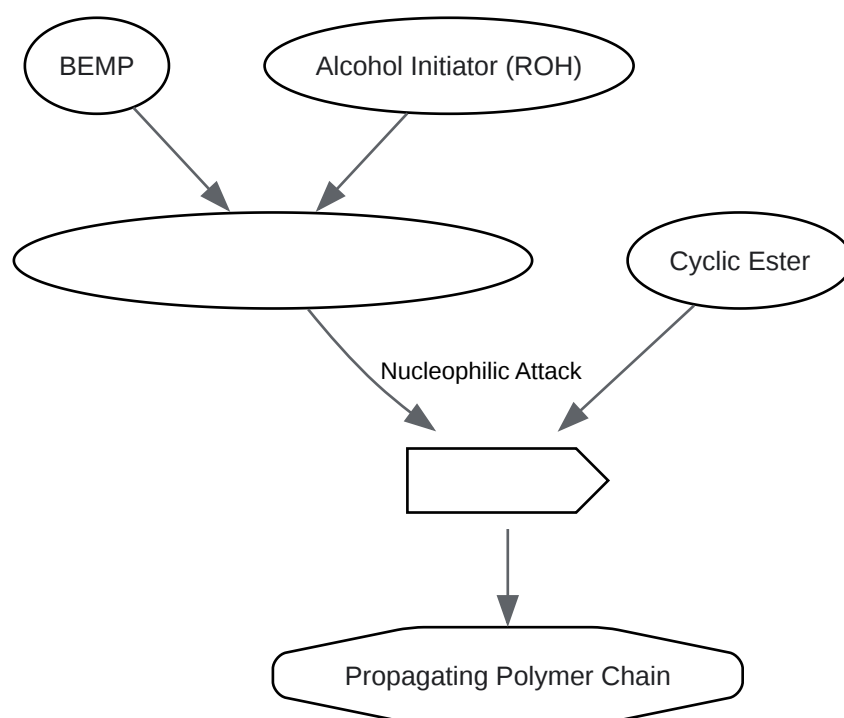 BEMP
Alcohol Initiator (ROH)
Cyclic Ester
Nucleophilic Attack
Propagating Polymer Chain